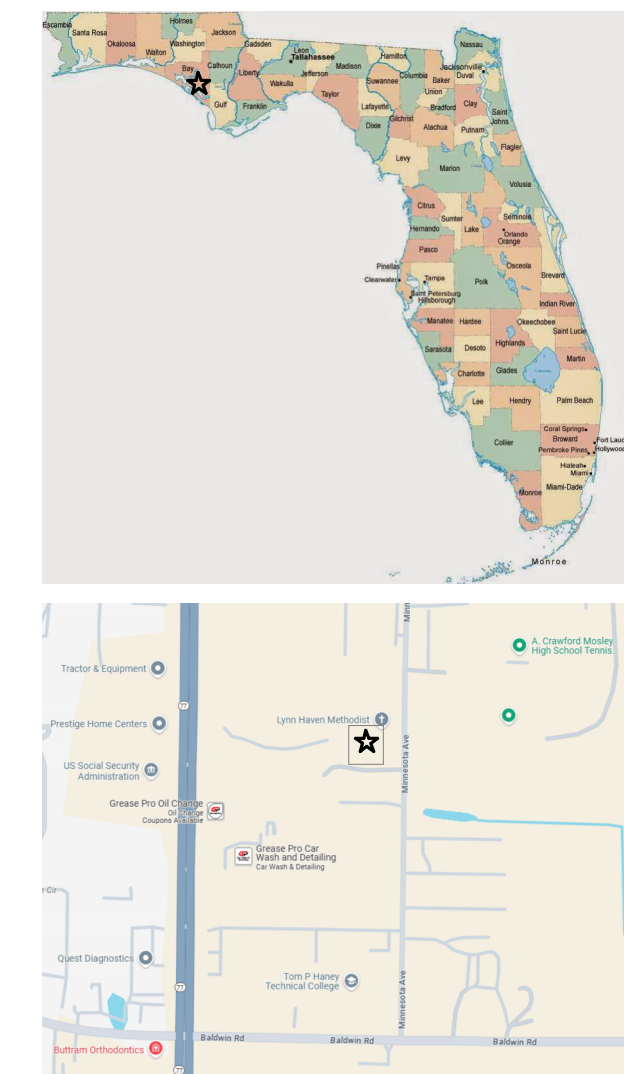 Escambia
Santa Rosa
Okaloosa
Walton
Holmes
Washington
Jackson
Bay
Calhoun
Gulf
Gadsden
Liberty
Franklin
Leon
Tallahassee
Wakulla
Jefferson
Madison
Taylor
Hamilton
Suwannee
Lafayette
Dixie
Columbia
Gilchrist
Nassau
Jacksonville
Duval
Baker
Union
Bradford
Clay
Saint
Johns
Alachua
Putnam
Flagler
Levy
Marion
Volusia
Citrus
Sumter
Hernando
Lake
Seminole
Orlando
Orange
Pasco
Pinellas
Clearwater
Tampa
Saint Petersburg
Hillsborough
Polk
Osceola
Brevard
Indian River
Manatee
Hardee
Okeechobee
Saint Lucie
Sarasota
Desoto
Highlands
Martin
Charlotte
Glades
Lee
Hendry
Palm Beach
Collier
Coral Springs
Broward
Fort Laud
Hollywood
Pembroke Pines
Hialeah
Miami
Miami-Dade
Monroe
Monroe
Minn
A. Crawford Mosley
High School Tennis
Tractor & Equipment
77
Prestige Home Centers
Lynn Haven Methodist
US Social Security
Administration
Minnesota Ave
Grease Pro Oil Change
Oil Change
Coupons Available
Grease Pro Car
Wash and Detailing
Car Wash & Detailing
Cir
Quest Diagnostics
Tom P Haney
Technical College
77
Minnesota Ave
Baldwin Rd
Baldwin Rd
Baldwin Rd
Buttram Orthodontics
77